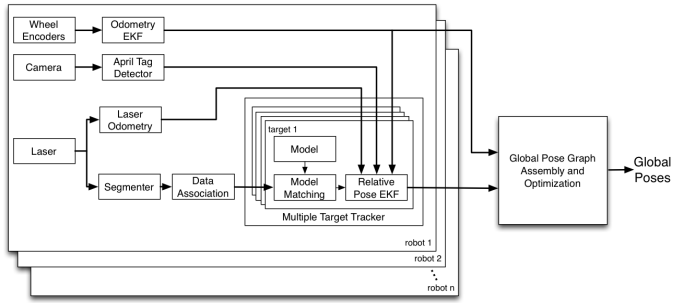 Wheel
Encoders
Odometry
EKF
Camera
April Tag
Detector
Laser
Odometry
Laser
Segmenter
Data
Association
target 1
Model
Model
Matching
Relative
Pose EKF
Multiple Target Tracker
Global Pose Graph
Assembly and
Optimization
Global
Poses
robot 1
robot 2
robot n